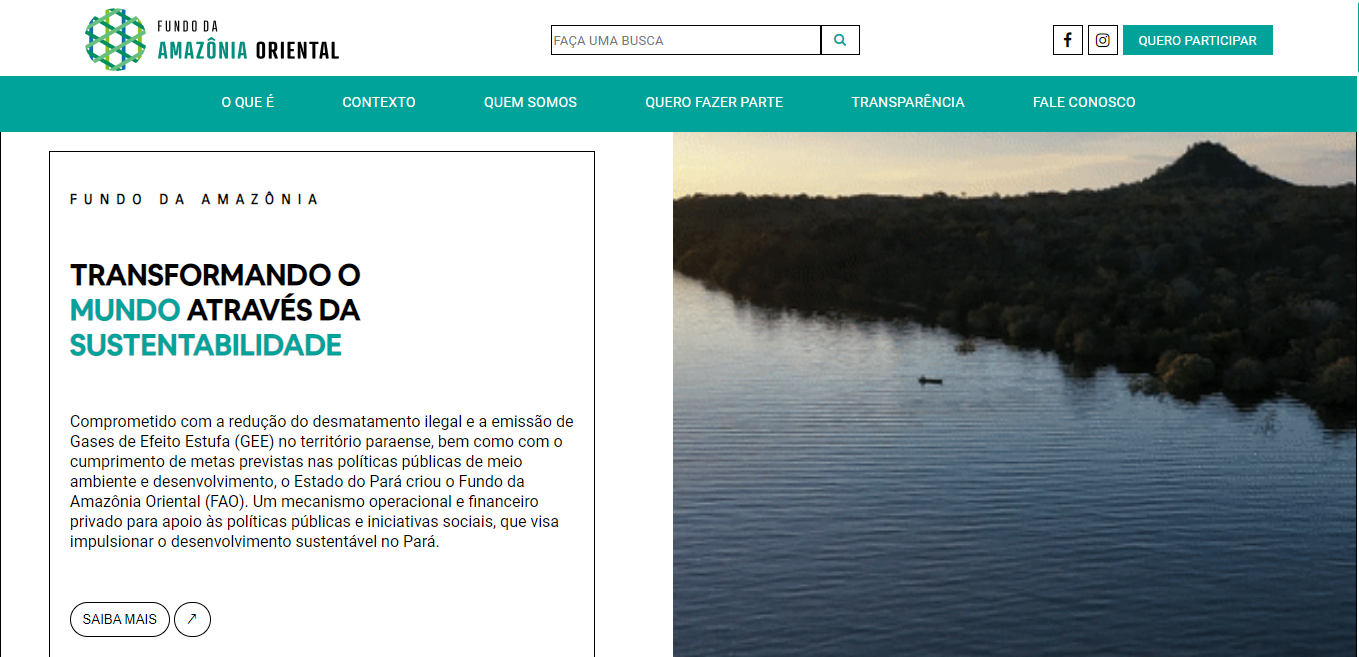 FUNDO DA
AMAZÔNIA ORIENTAL
FAÇA UMA BUSCA
QUERO PARTICIPAR
O QUE É
CONTEXTO
QUEM SOMOS
QUERO FAZER PARTE
TRANSPARÊNCIA
FALE CONOSCO
FUNDO DA AMAZÔNIA
TRANSFORMANDO O
MUNDO ATRAVÉS DA
SUSTENTABILIDADE
Comprometido com a redução do desmatamento ilegal e a emissão de
Gases de Efeito Estufa (GEE) no território paraense, bem como com o
cumprimento de metas previstas nas políticas públicas de meio
ambiente e desenvolvimento, o Estado do Pará criou o Fundo da
Amazônia Oriental (FAO). Um mecanismo operacional e financeiro
privado para apoio às políticas públicas e iniciativas sociais, que visa
impulsionar o desenvolvimento sustentável no Pará.
SAIBA MAIS